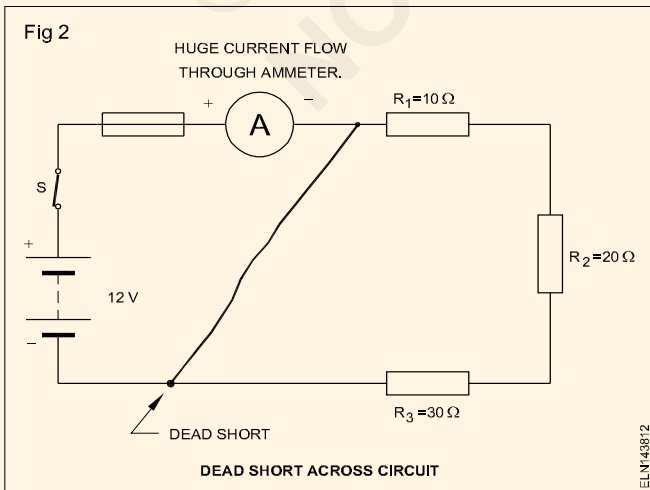 Fig 2
HUGE CURRENT FLOW
THROUGH AMMETER.
+ A −
R1=10 Ω
S
+
12 V
−
R2=20 Ω
R3=30 Ω
DEAD SHORT
DEAD SHORT ACROSS CIRCUIT
ELN143812
NO